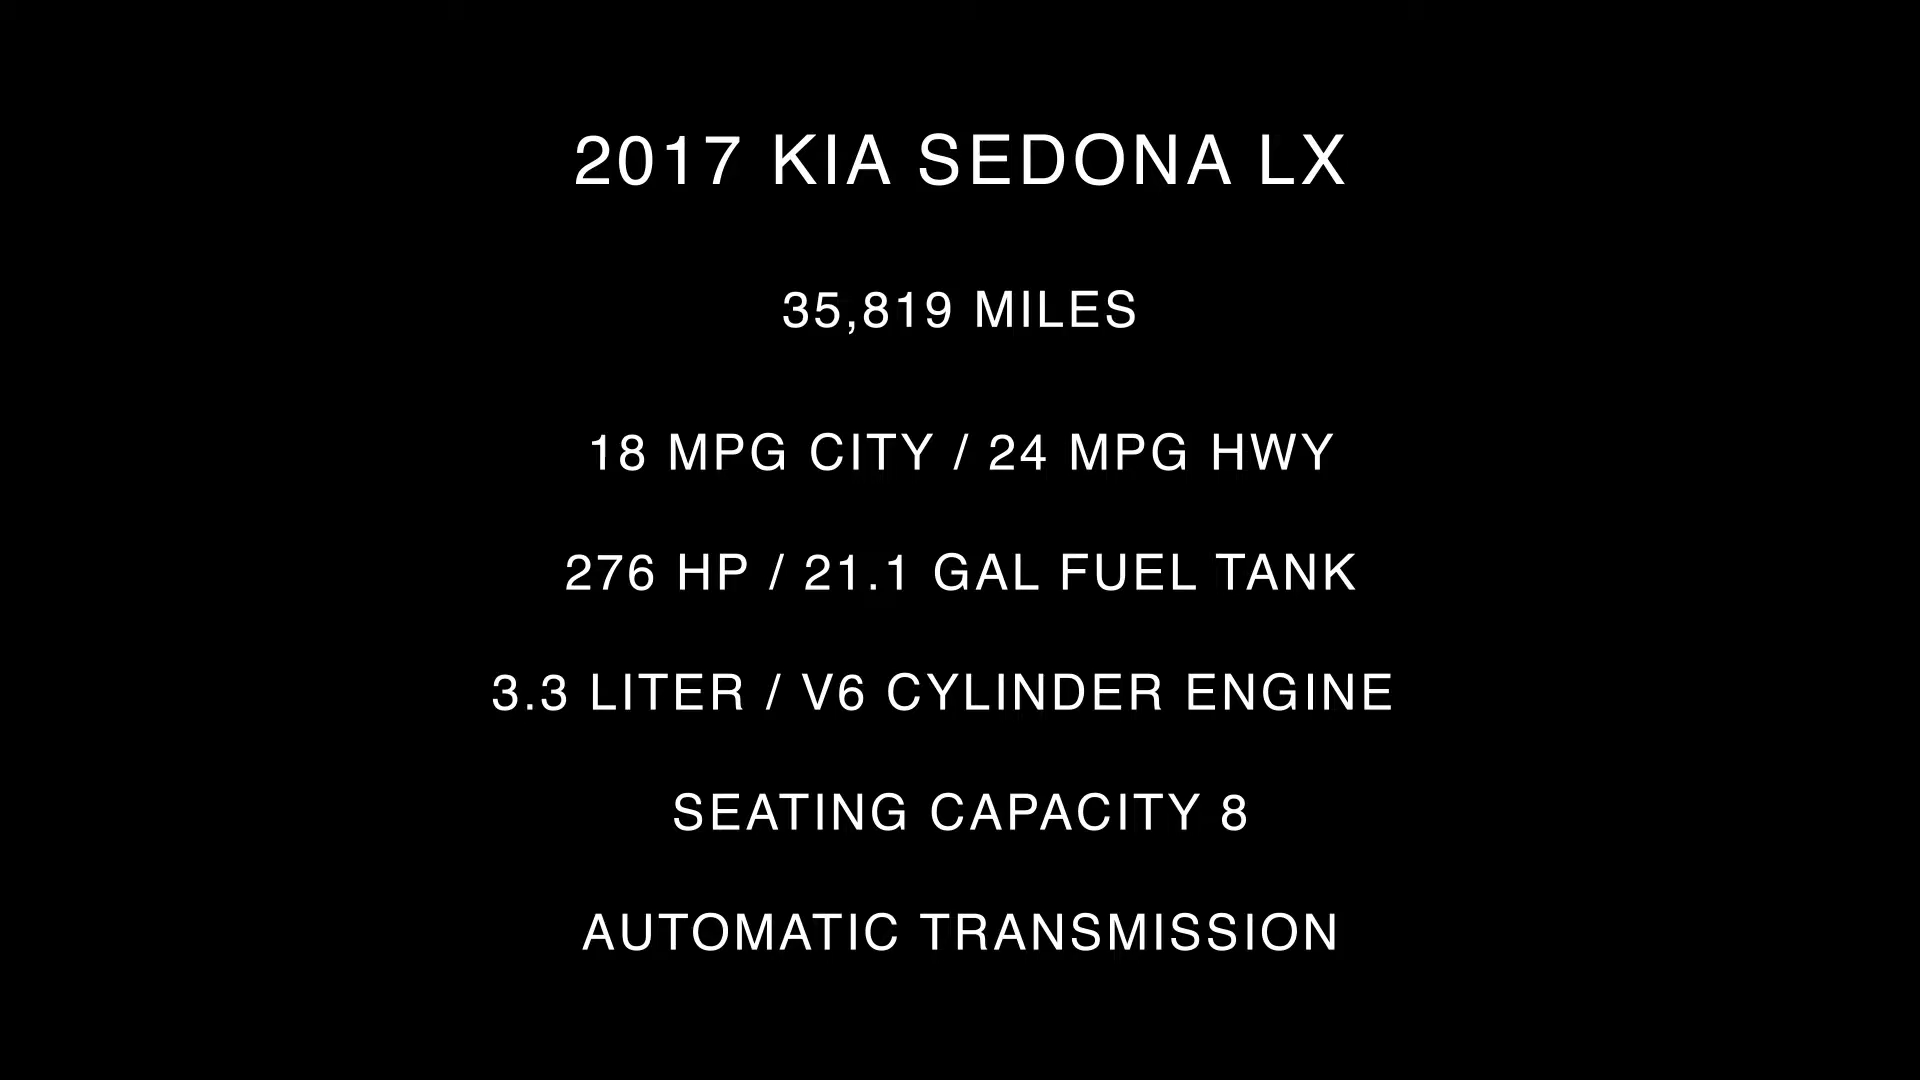 2017 KIA SEDONA LX
35,819 MILES
18 MPG CITY / 24 MPG HWY
276 HP / 21.1 GAL FUEL TANK
3.3 LITER / V6 CYLINDER ENGINE
SEATING CAPACITY 8
AUTOMATIC TRANSMISSION